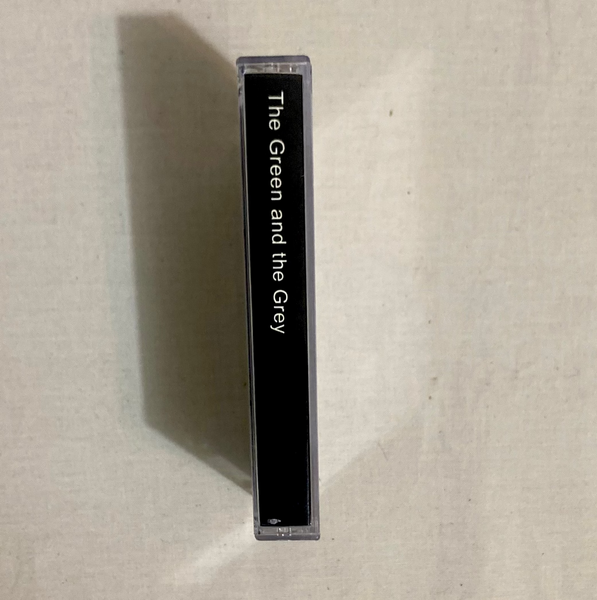 The Green and the Grey